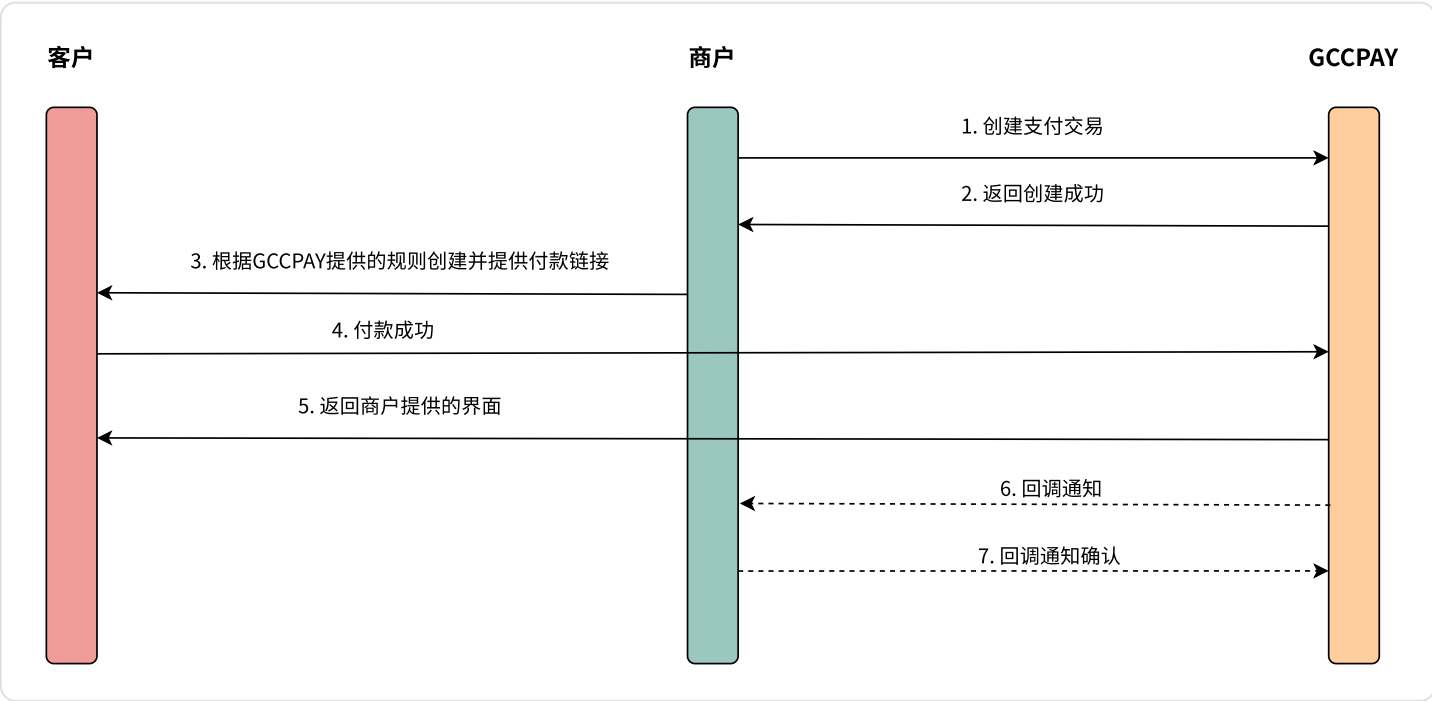 客户
商户
GCCPAY
1. 创建支付交易
2. 返回创建成功
3. 根据GCCPAY提供的规则创建并提供付款链接
4. 付款成功
5. 返回商户提供的界面
6. 回调通知
7. 回调通知确认